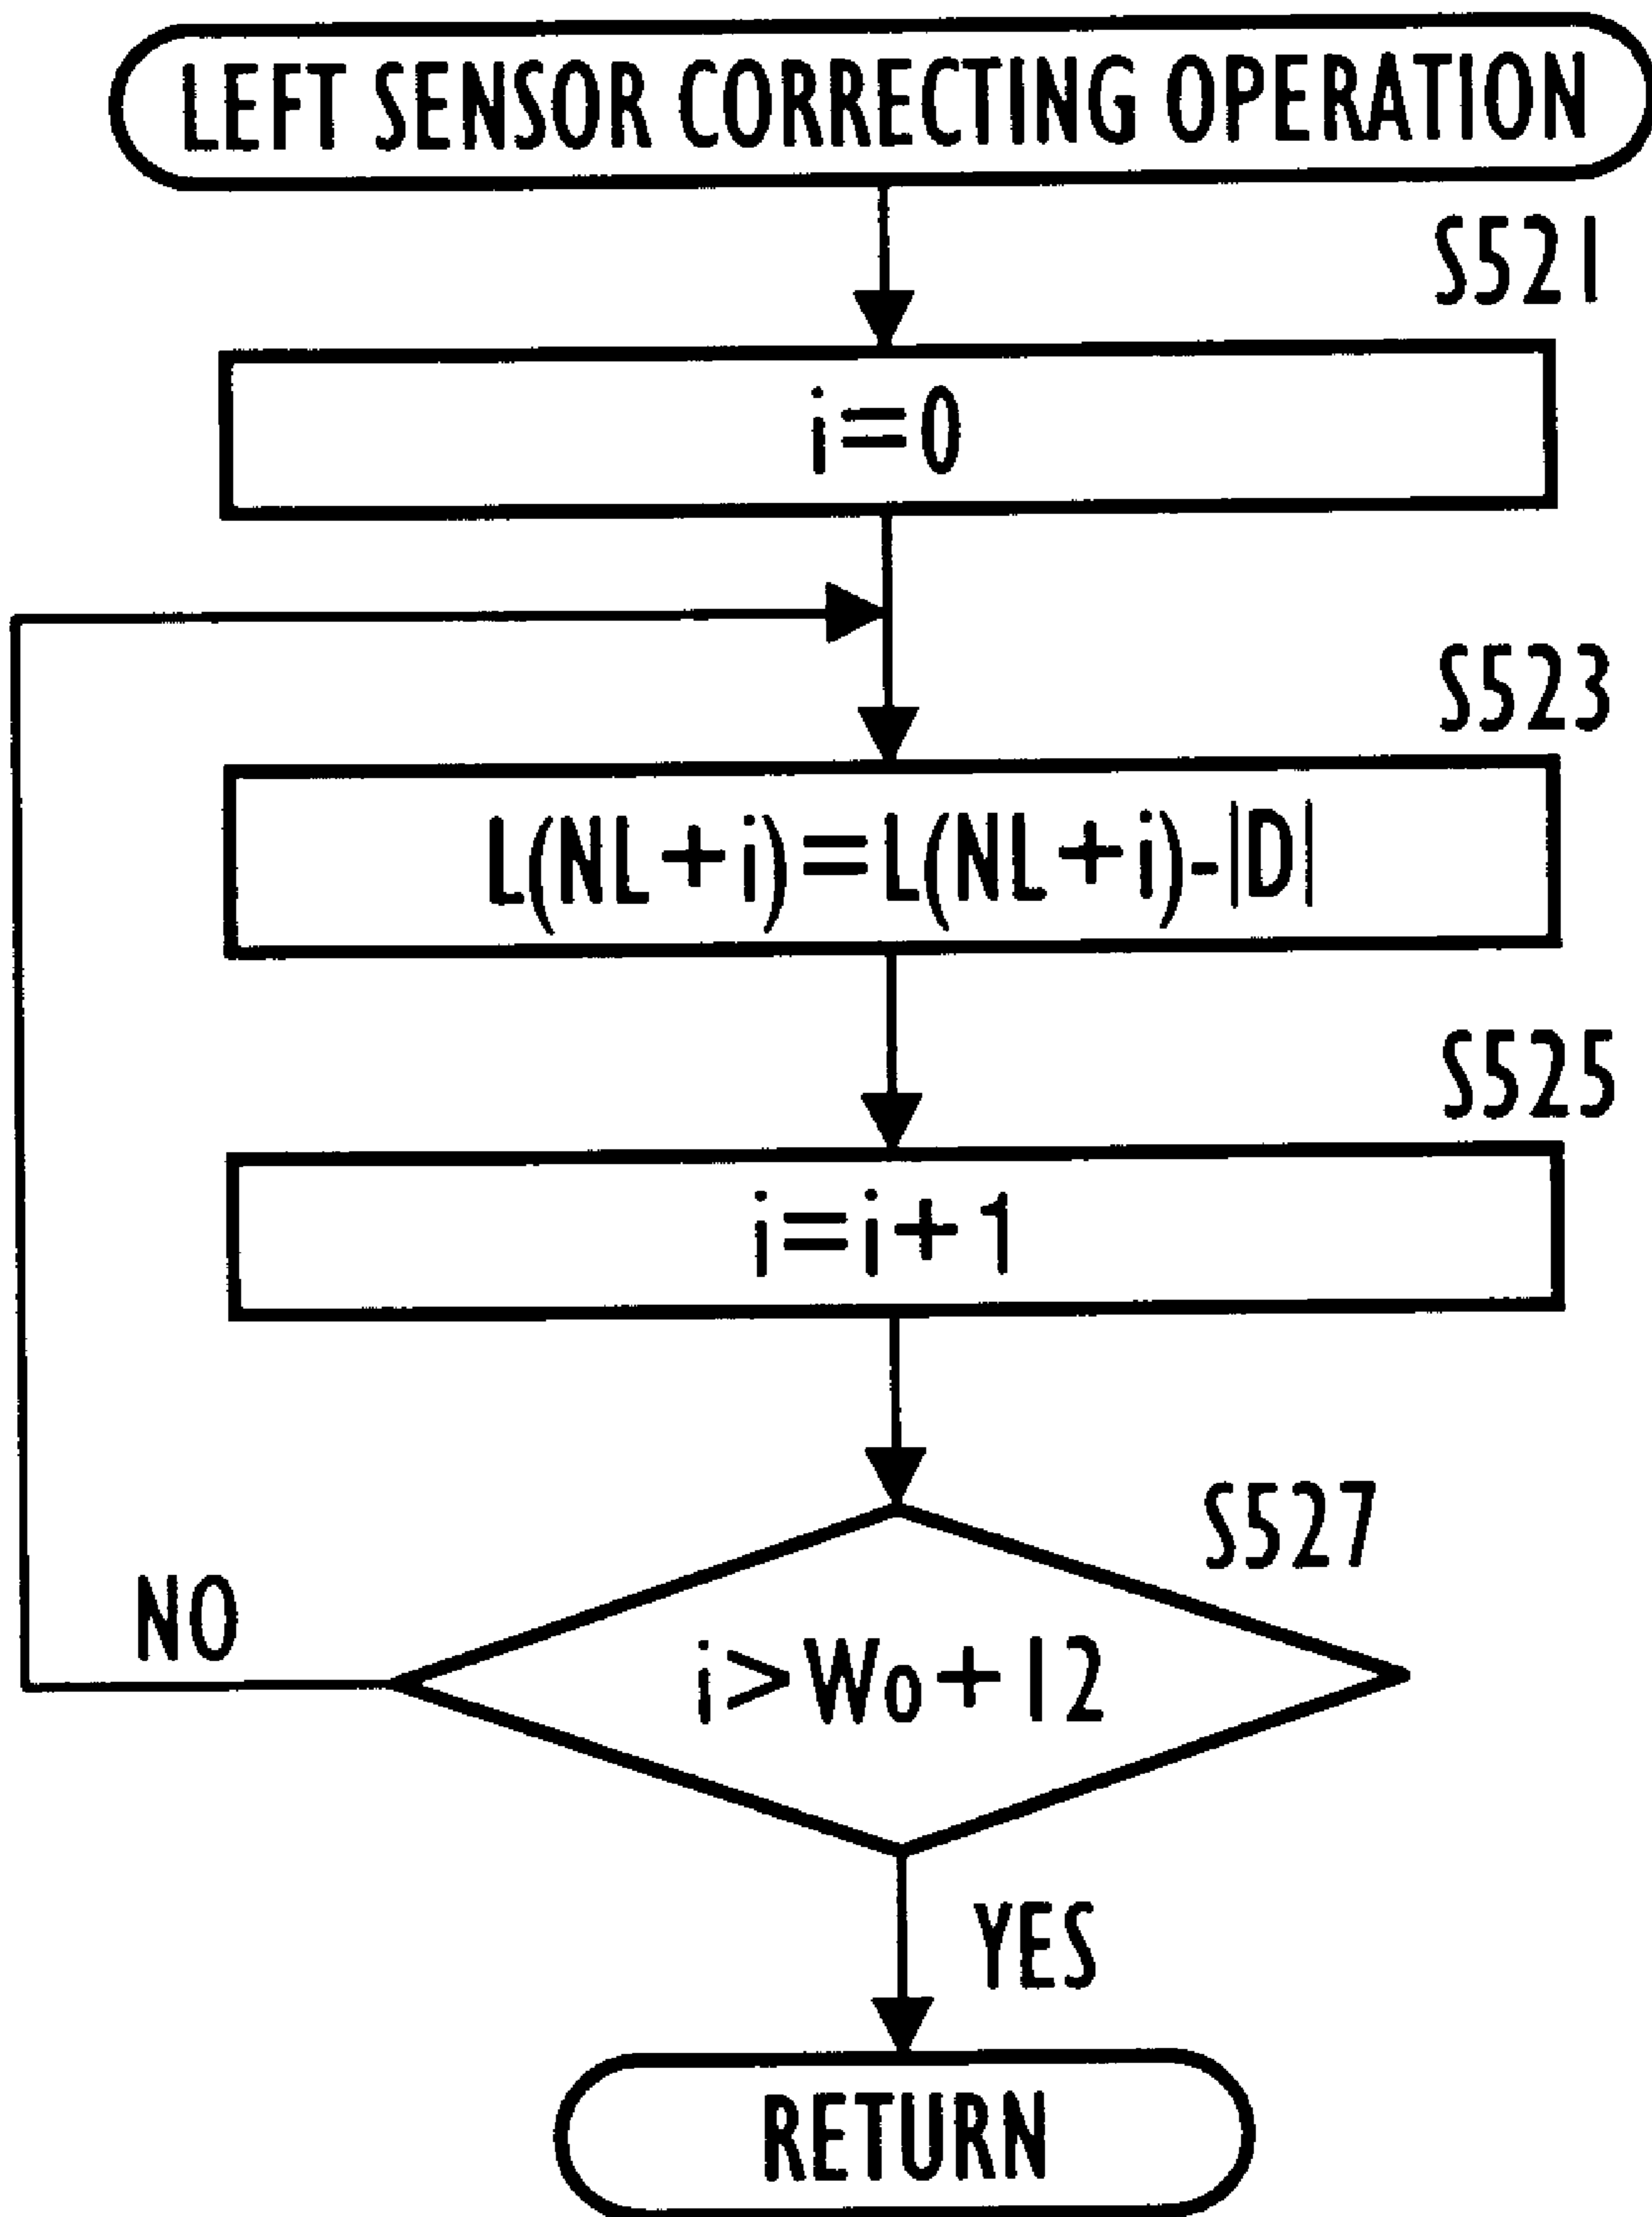 LEFT SENSOR CORRECTING OPERATION
S521
i=0
S523
L(NL+i)=L(NL+i)-|D|
S525
i=i+1
S527
i>Wo+12
NO
YES
RETURN